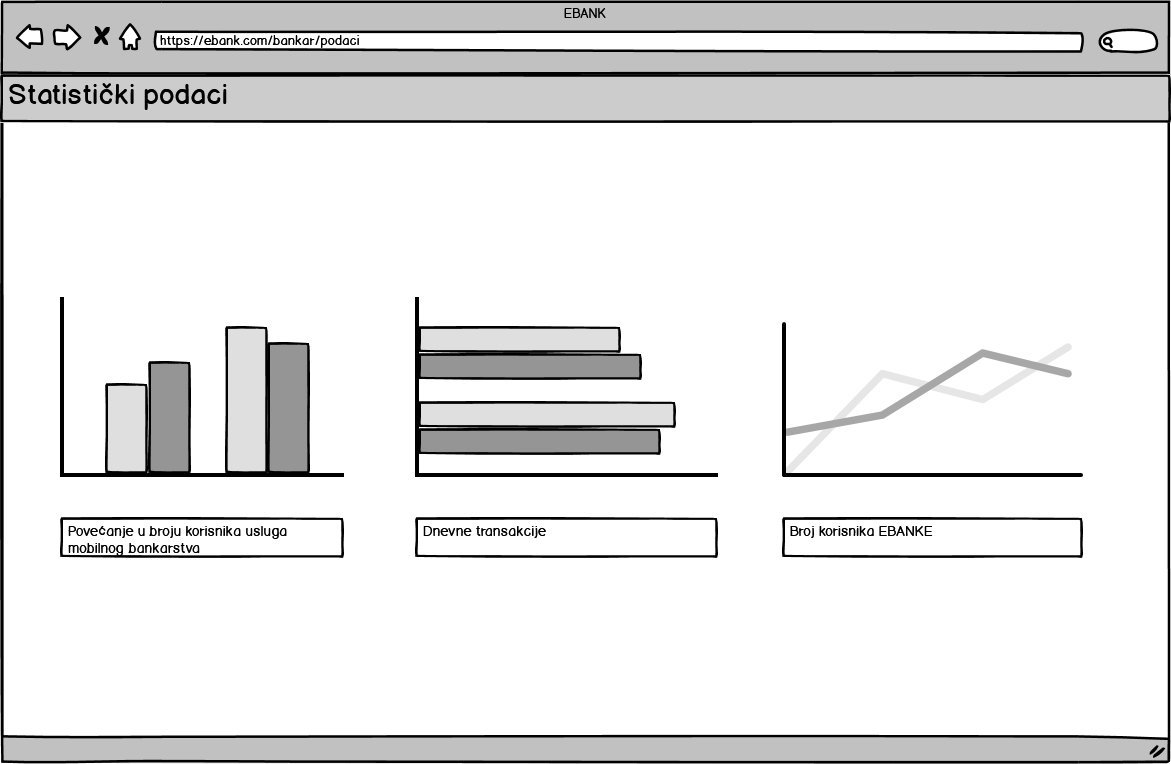 EBANK
https://ebank.com/bankar/podaci
Statistički podaci
Povećanje u broju korisnika usluga
mobilnog bankarstva
Dnevne transakcije
Broj korisnika EBANKE